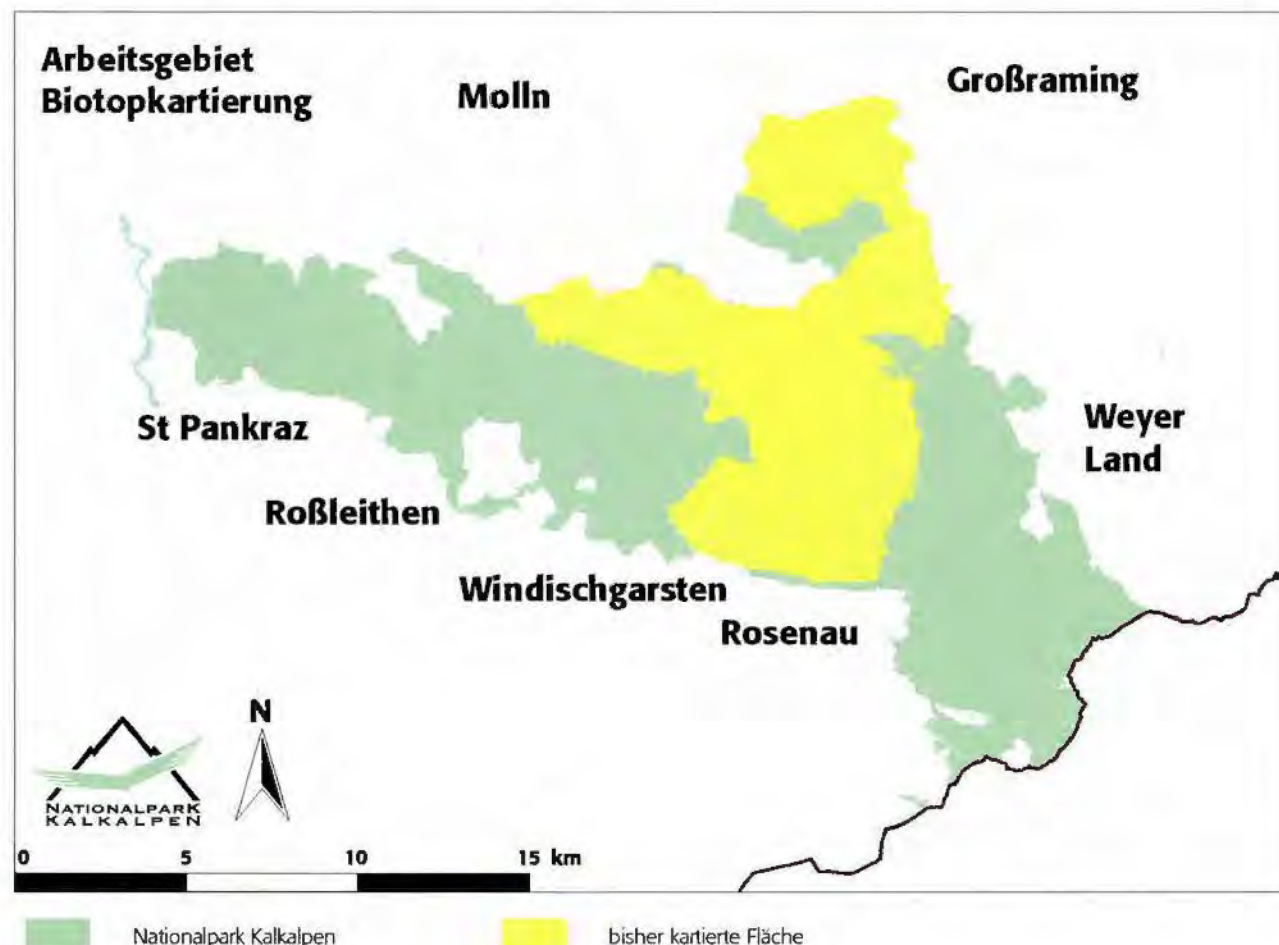 Arbeitsgebiet
Biotopkartierung
Molln
Großraming
St Pankraz
Weyer
Land
Roßleithen
Windischgarsten
Rosenau
N
NATIONALPARK
KALKALPEN
0 5 10 15 km
Nationalpark Kalkalpen bisher kartierte Fläche